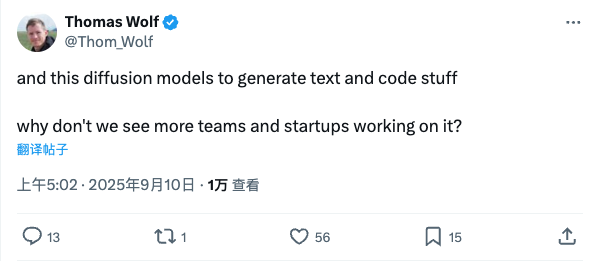 Thomas Wolf
@Thom_Wolf
and this diffusion models to generate text and code stuff
why don't we see more teams and startups working on it?
翻译帖子
上午5:02 · 2025年9月10日 · 1万 查看
13 1 56 15